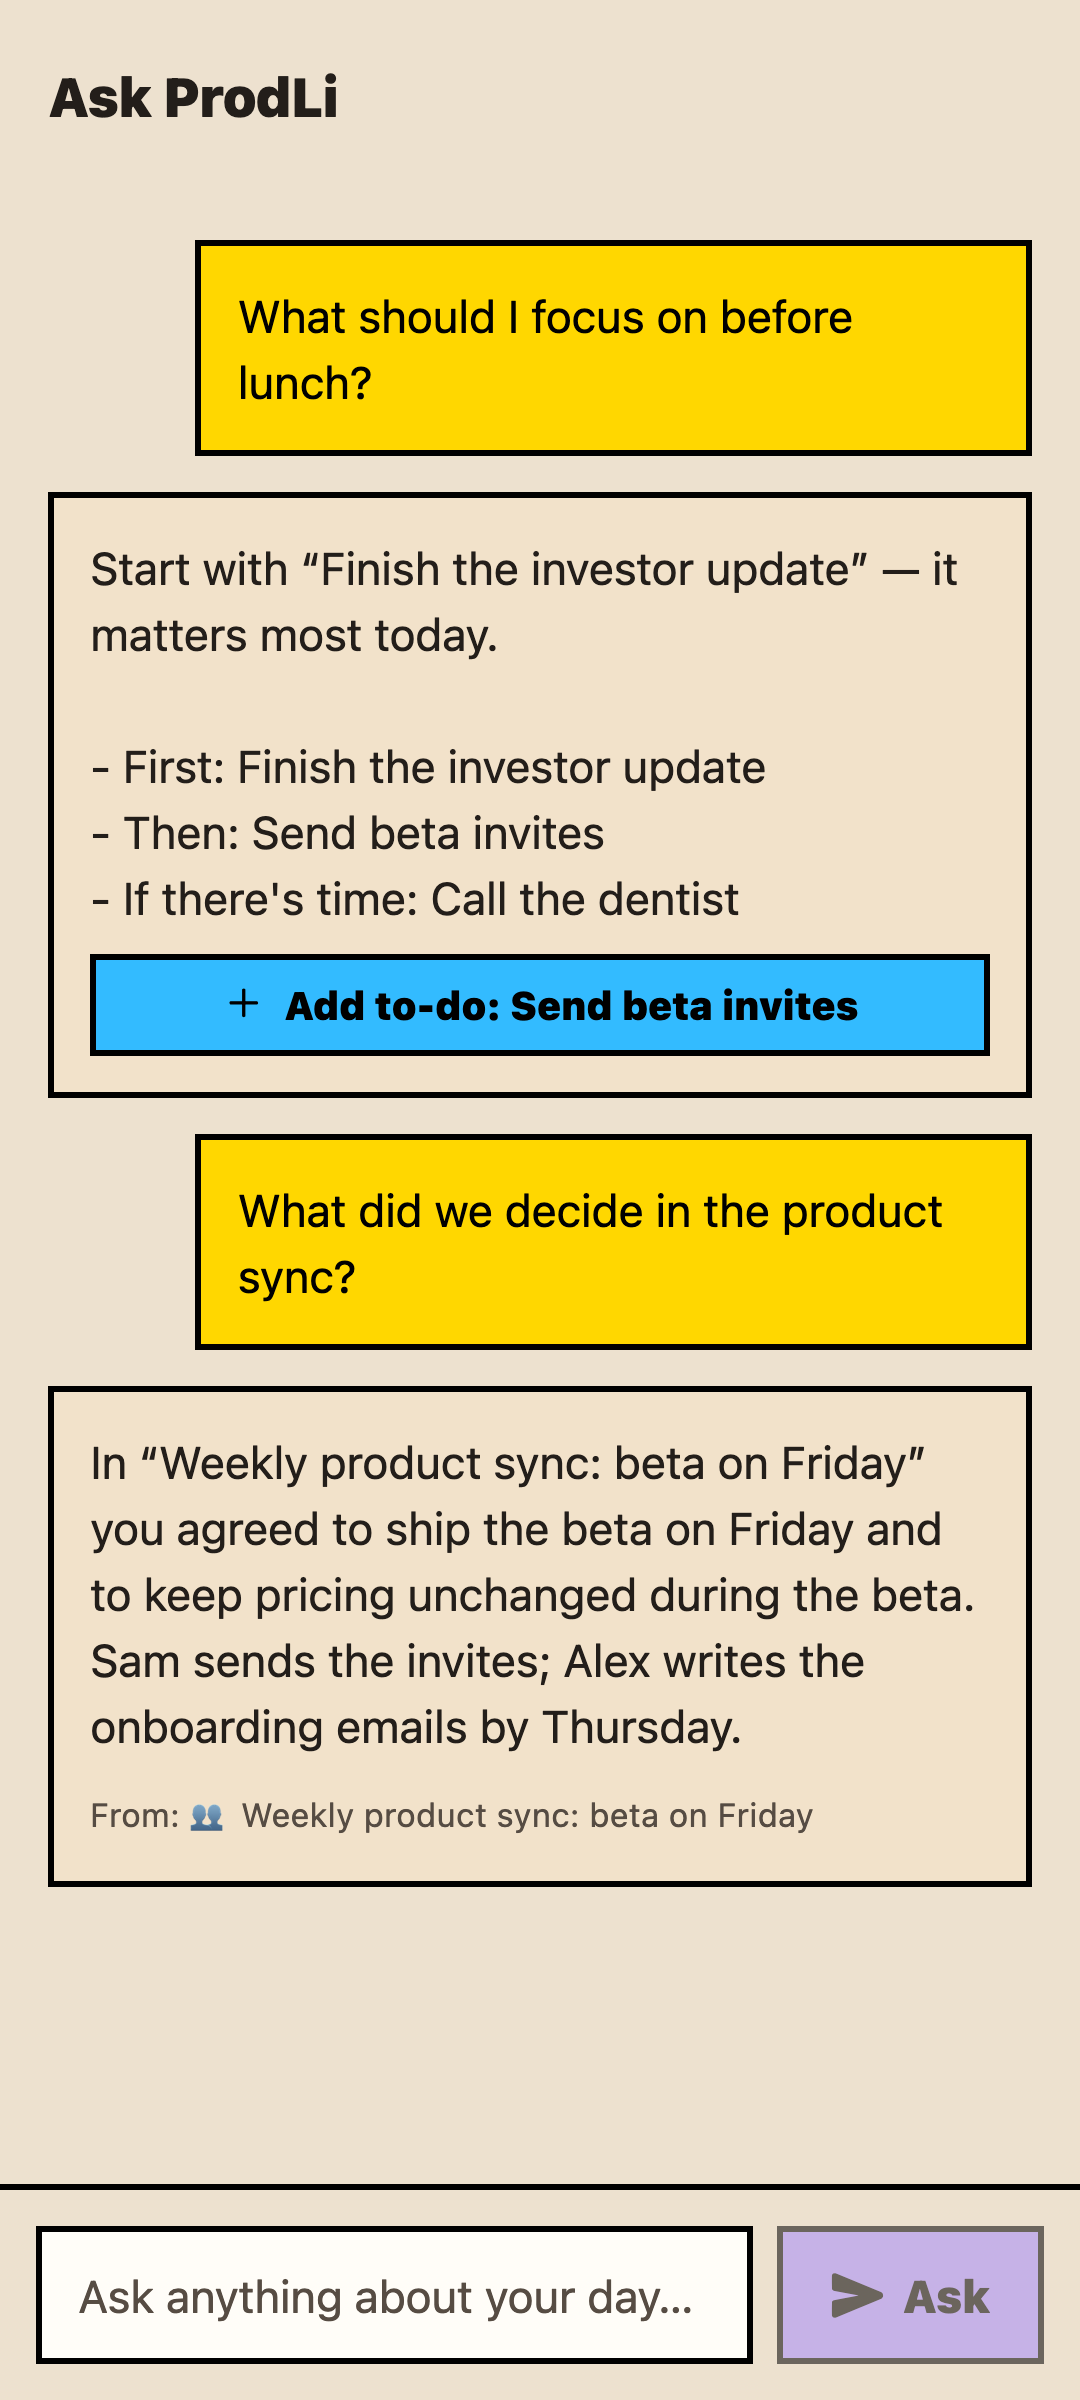 Ask ProdLi
What should I focus on before
lunch?
Start with “Finish the investor update” — it
matters most today.
- First: Finish the investor update
- Then: Send beta invites
- If there's time: Call the dentist
+ Add to-do: Send beta invites
What did we decide in the product
sync?
In “Weekly product sync: beta on Friday”
you agreed to ship the beta on Friday and
to keep pricing unchanged during the beta.
Sam sends the invites; Alex writes the
onboarding emails by Thursday.
From: 👥 Weekly product sync: beta on Friday
Ask anything about your day...
Ask